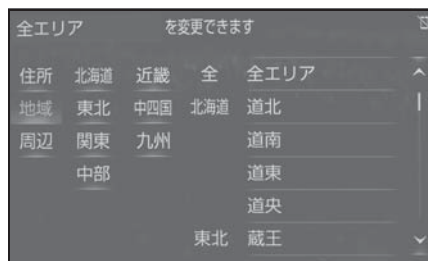 全エリア を変更できます
住所 北海道 近畿 全 全エリア
地域 東北 中四国 北海道 道北
周辺 関東 九州 道南
中部 道東
道央
東北 蔵王